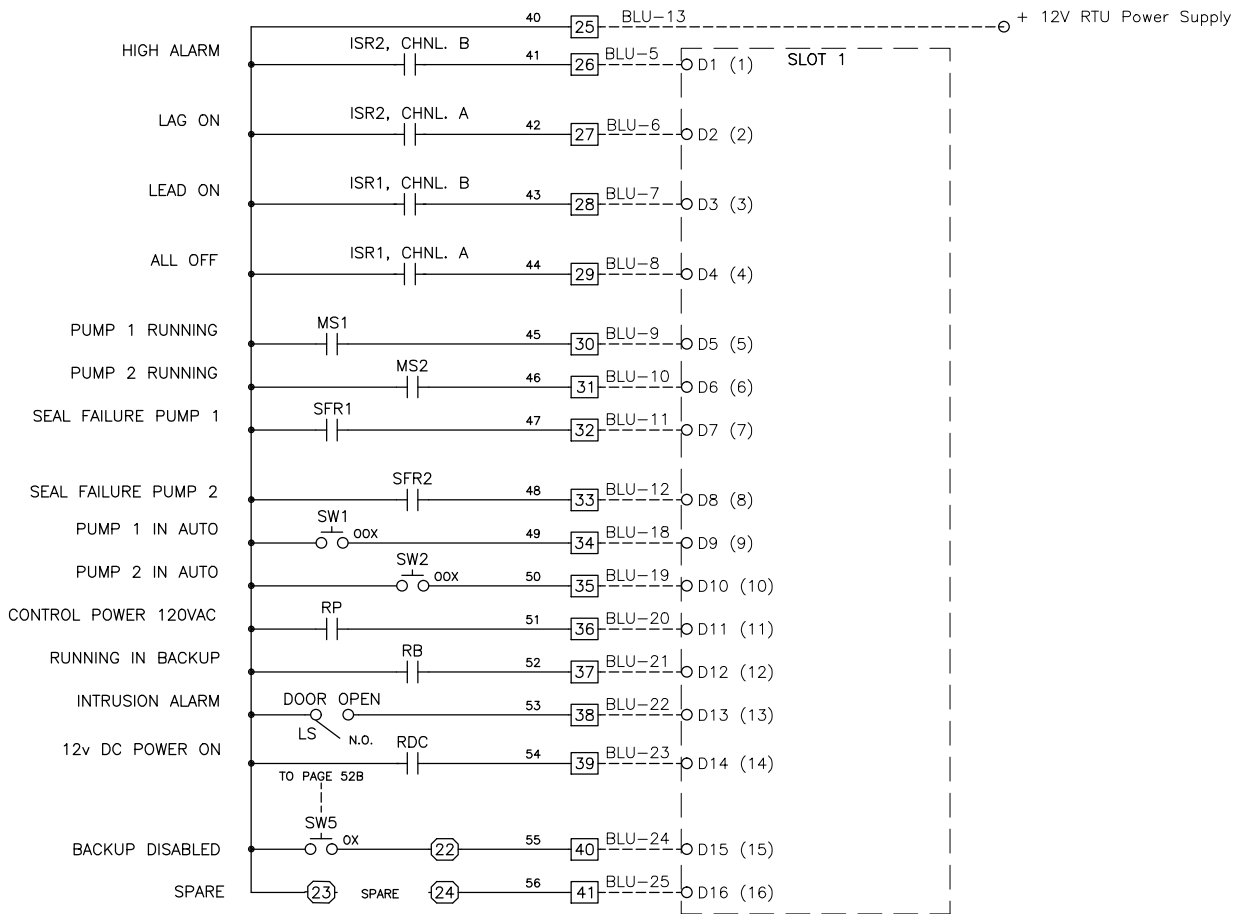 40 25 BLU-13 + 12V RTU Power Supply
SLOT 1
HIGH ALARM ISR2, CHNL. B 41 26 BLU-5 D1 (1)
LAG ON ISR2, CHNL. A 42 27 BLU-6 D2 (2)
LEAD ON ISR1, CHNL. B 43 28 BLU-7 D3 (3)
ALL OFF ISR1, CHNL. A 44 29 BLU-8 D4 (4)
PUMP 1 RUNNING MS1 45 30 BLU-9 D5 (5)
PUMP 2 RUNNING MS2 46 31 BLU-10 D6 (6)
SEAL FAILURE PUMP 1 SFR1 47 32 BLU-11 D7 (7)
SEAL FAILURE PUMP 2 SFR2 48 33 BLU-12 D8 (8)
PUMP 1 IN AUTO SW1 OOX 49 34 BLU-18 D9 (9)
PUMP 2 IN AUTO SW2 OOX 50 35 BLU-19 D10 (10)
CONTROL POWER 120VAC RP 51 36 BLU-20 D11 (11)
RUNNING IN BACKUP RB 52 37 BLU-21 D12 (12)
INTRUSION ALARM DOOR OPEN LS N.O. 53 38 BLU-22 D13 (13)
12v DC POWER ON RDC 54 39 BLU-23 D14 (14)
TO PAGE 52B
BACKUP DISABLED SW5 OX 22 55 40 BLU-24 D15 (15)
SPARE 23 SPARE 24 56 41 BLU-25 D16 (16)